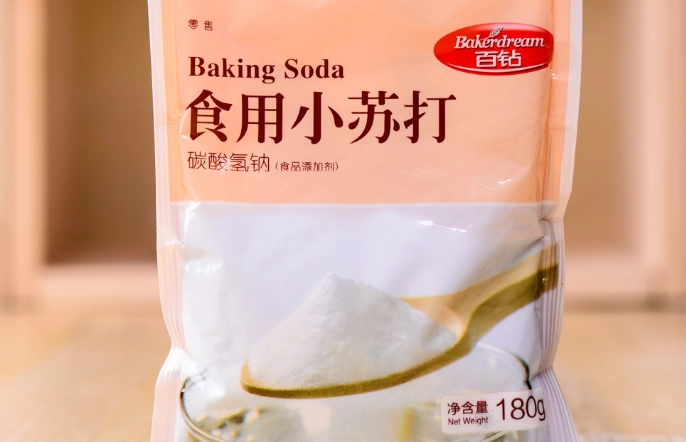 零售
Bakerdream
百钻
Baking Soda
食用小苏打
碳酸氢钠 (食品添加剂)
净含量 180g
Net Weight